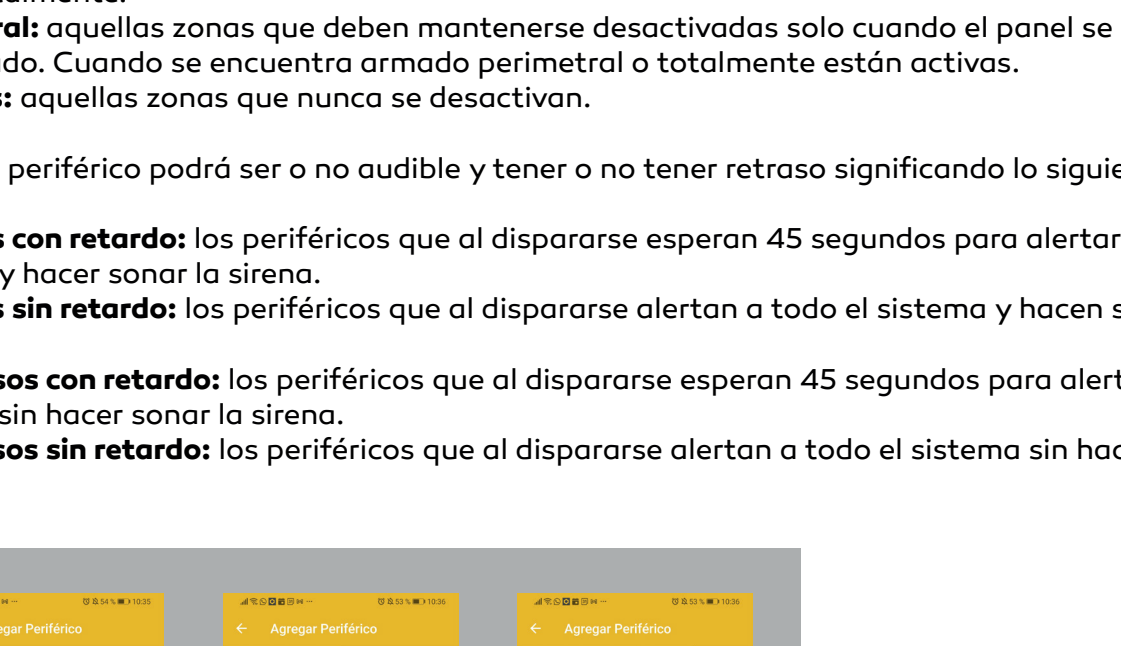 ral: aquellas zonas que deben mantenerse desactivadas solo cuando el panel se
do. Cuando se encuentra armado perimetral o totalmente están activas.
: aquellas zonas que nunca se desactivan.
periférico podrá ser o no audible y tener o no tener retraso significando lo siguie
s con retardo: los periféricos que al dispararse esperan 45 segundos para alertar
y hacer sonar la sirena.
s sin retardo: los periféricos que al dispararse alertan a todo el sistema y hacen s
sos con retardo: los periféricos que al dispararse esperan 45 segundos para alert
sin hacer sonar la sirena.
sos sin retardo: los periféricos que al dispararse alertan a todo el sistema sin hac
54 % 10:35 53 % 10:36 53 % 10:36
egar Periférico Agregar Periférico Agregar Periférico